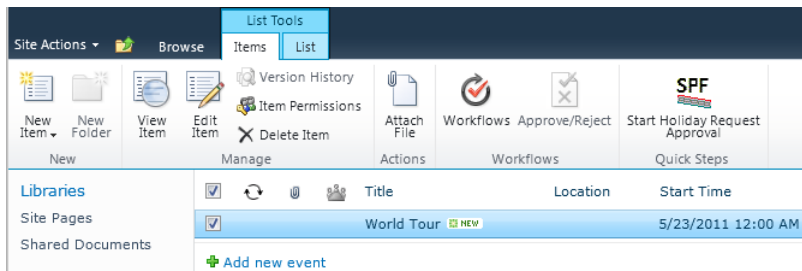 List Tools
Site Actions Browse Items List
Version History
Item Permissions
Delete Item
New Item
New Folder
View Item
Edit Item
Attach File
Workflows
Approve/Reject
SPF
Start Holiday Request Approval
New
Manage
Actions
Workflows
Quick Steps
Libraries
Site Pages
Shared Documents
Title Location Start Time
World Tour NEW 5/23/2011 12:00 AM
Add new event